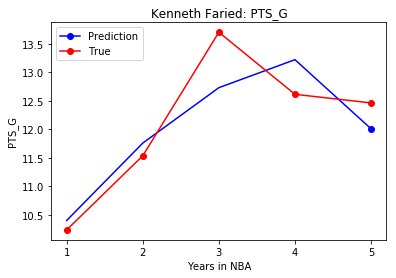 Kenneth Faried: PTS_G
Prediction
True
PTS_G
13.5
13.0
12.5
12.0
11.5
11.0
10.5
1 2 3 4 5
Years in NBA